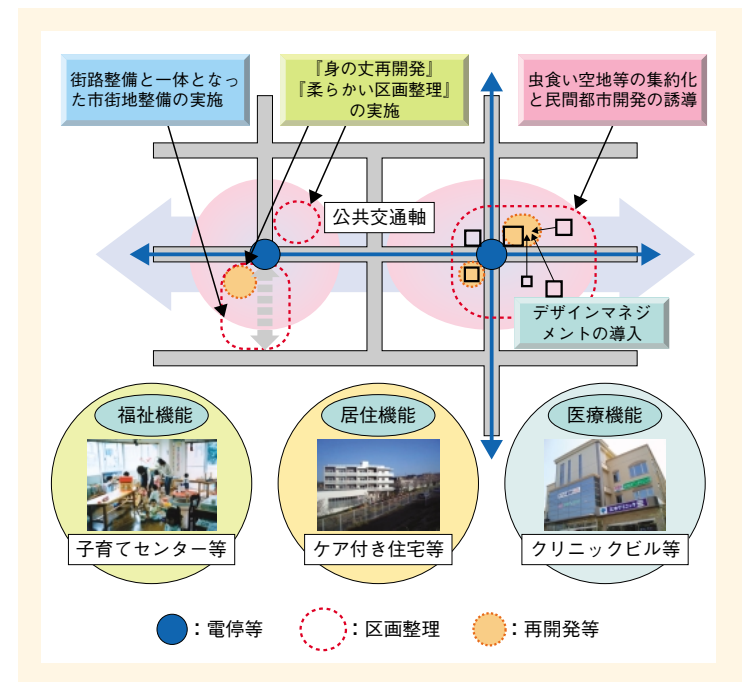 街路整備と一体となっ
た市街地整備の実施
『身の丈再開発』
『柔らかい区画整理』
の実施
虫食い空地等の集約化
と民間都市開発の誘導
公共交通軸
デザインマネジ
メントの導入
福祉機能
居住機能
医療機能
子育てセンター等
ケア付き住宅等
クリニックビル等
：電停等
：区画整理
：再開発等